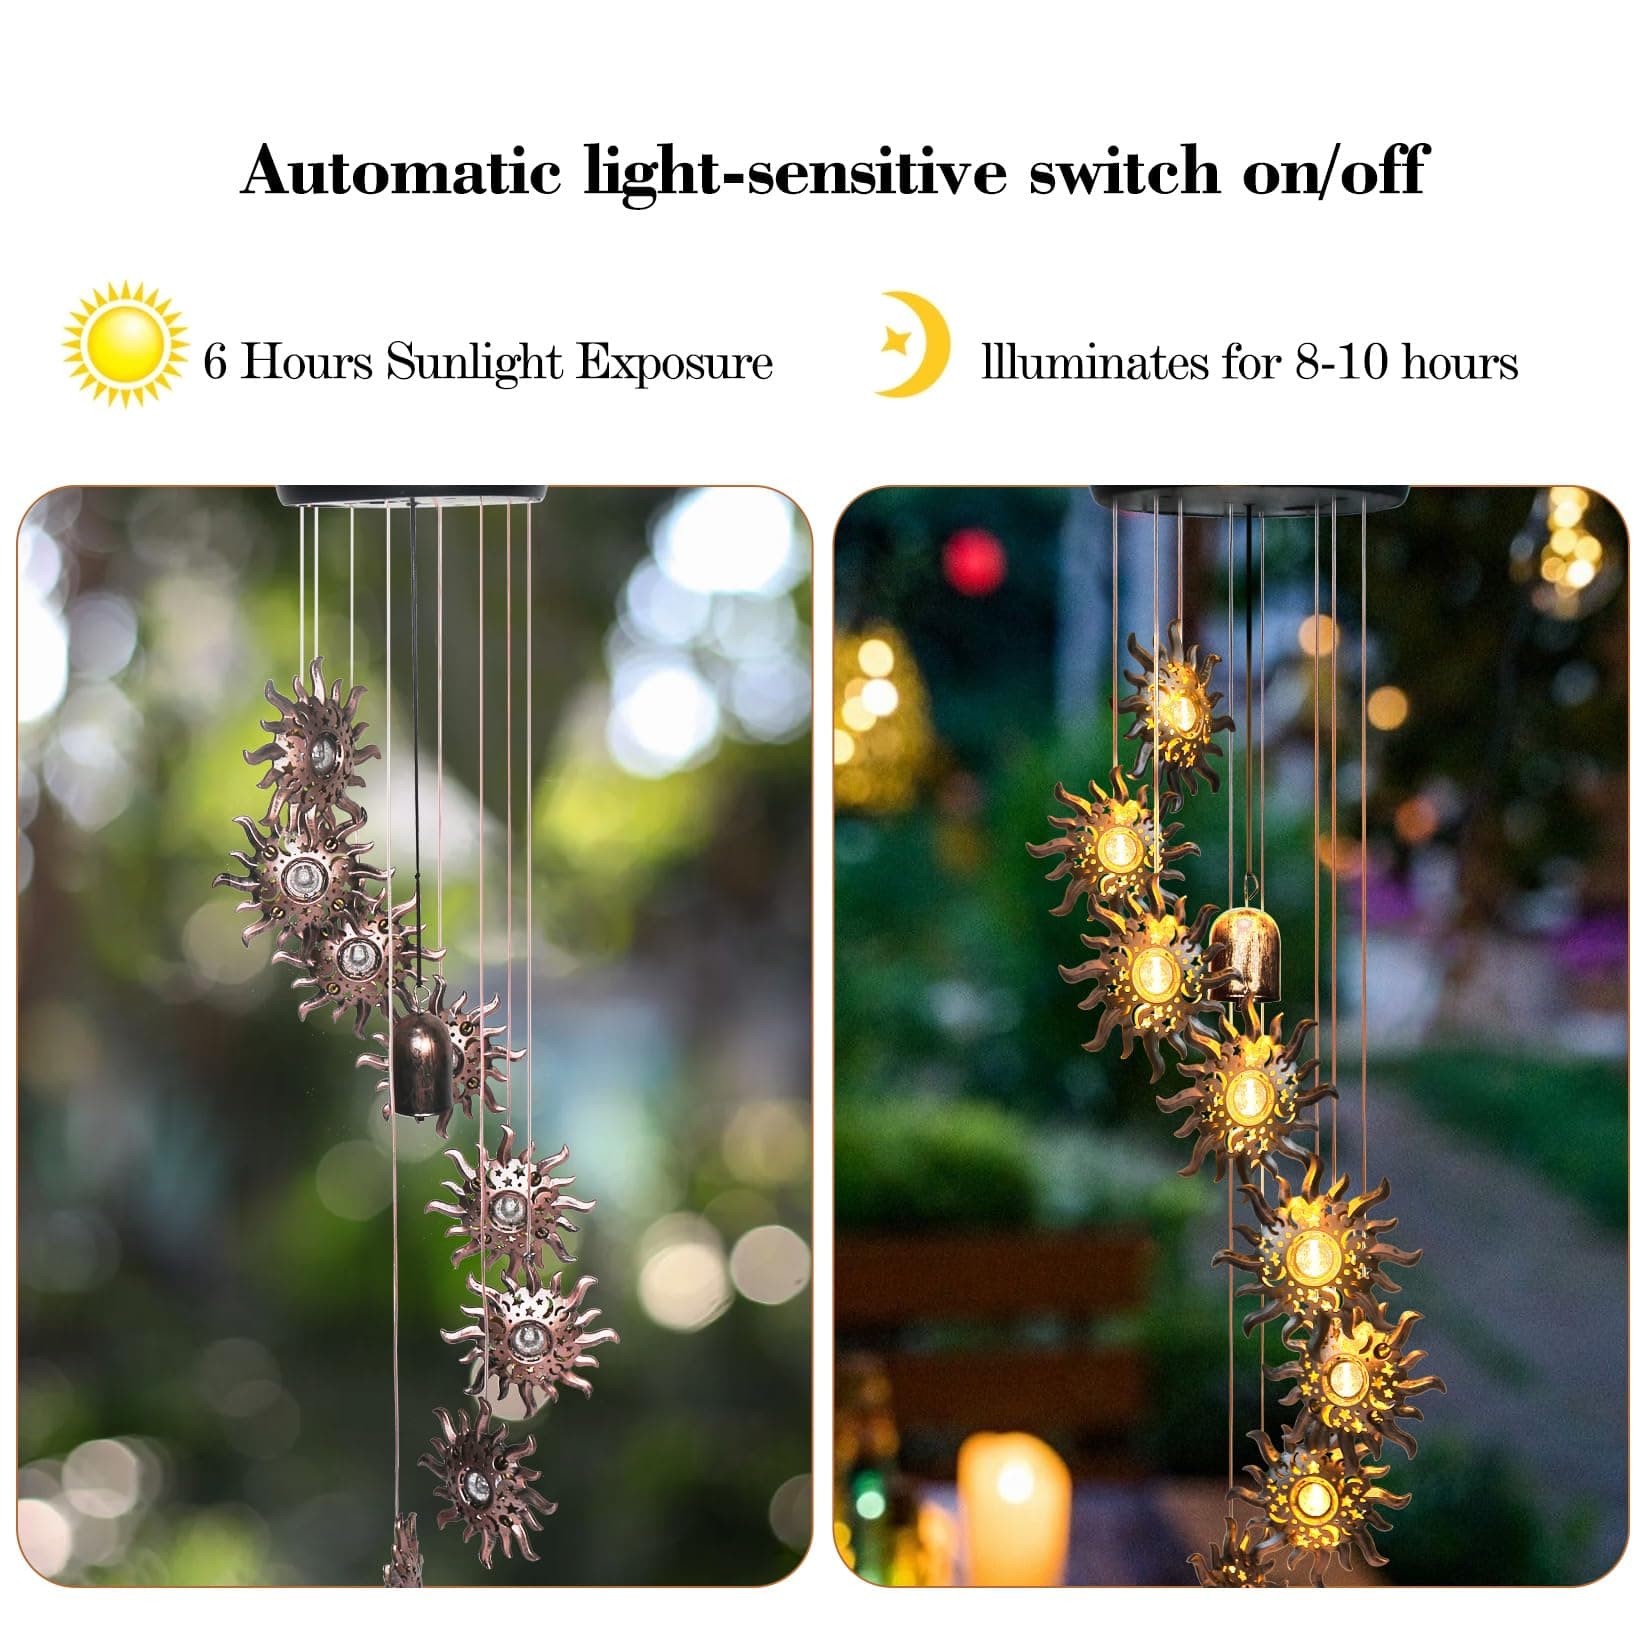 Automatic light-sensitive switch on/off
6 Hours Sunlight Exposure
llluminates for 8-10 hours